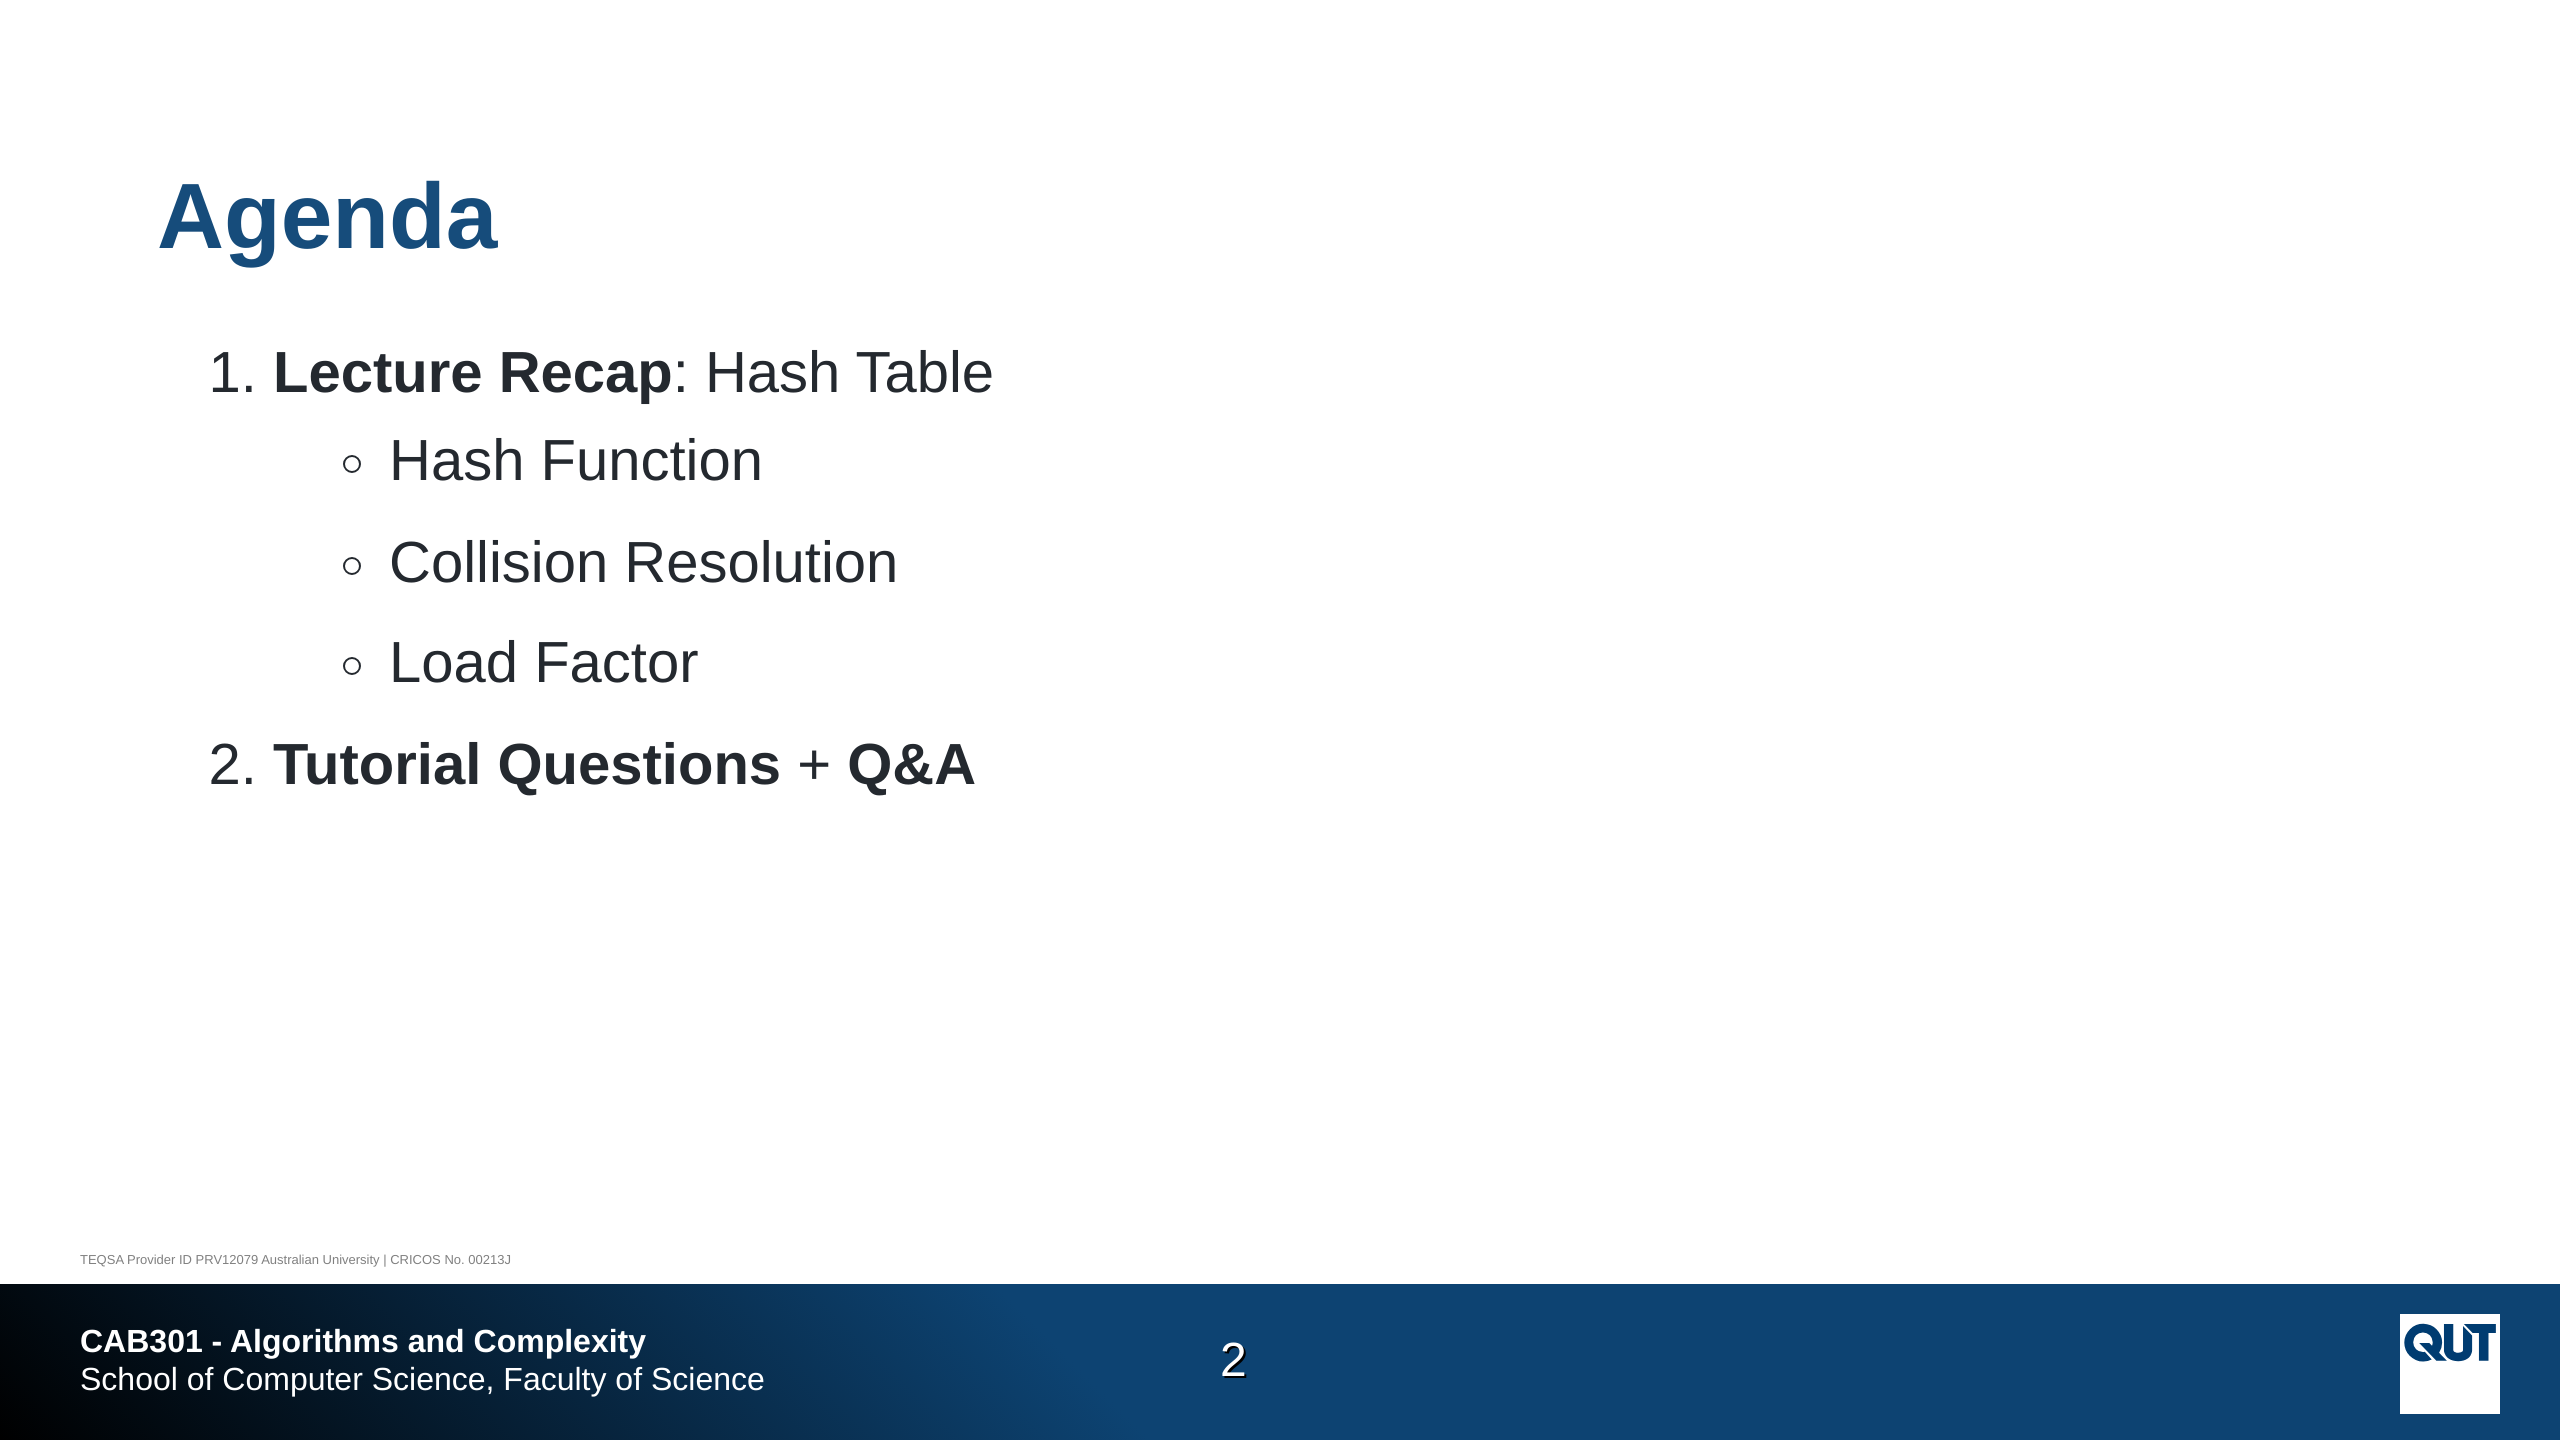 Agenda
1. Lecture Recap: Hash Table
○ Hash Function
○ Collision Resolution
○ Load Factor
2. Tutorial Questions + Q&A
TEQSA Provider ID PRV12079 Australian University | CRICOS No. 00213J
CAB301 - Algorithms and Complexity
School of Computer Science, Faculty of Science
2
QUT